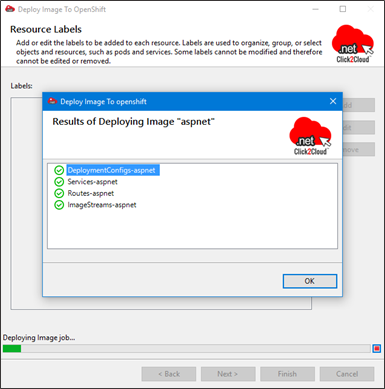 Deploy Image To OpenShift
Resource Labels
Add or edit the labels to be added to each resource. Labels are used to organize, group, or select
objects and resources, such as pods and services. Some labels cannot be modified and therefore
cannot be edited or removed.
.net
Click2Cloud
Labels:
Deploy Image To openshift
Results of Deploying Image "aspnet"
.net
Click2Cloud
DeploymentConfigs-aspnet
Services-aspnet
Routes-aspnet
ImageStreams-aspnet
OK
Deploying Image job...
< Back
Next >
Finish
Cancel